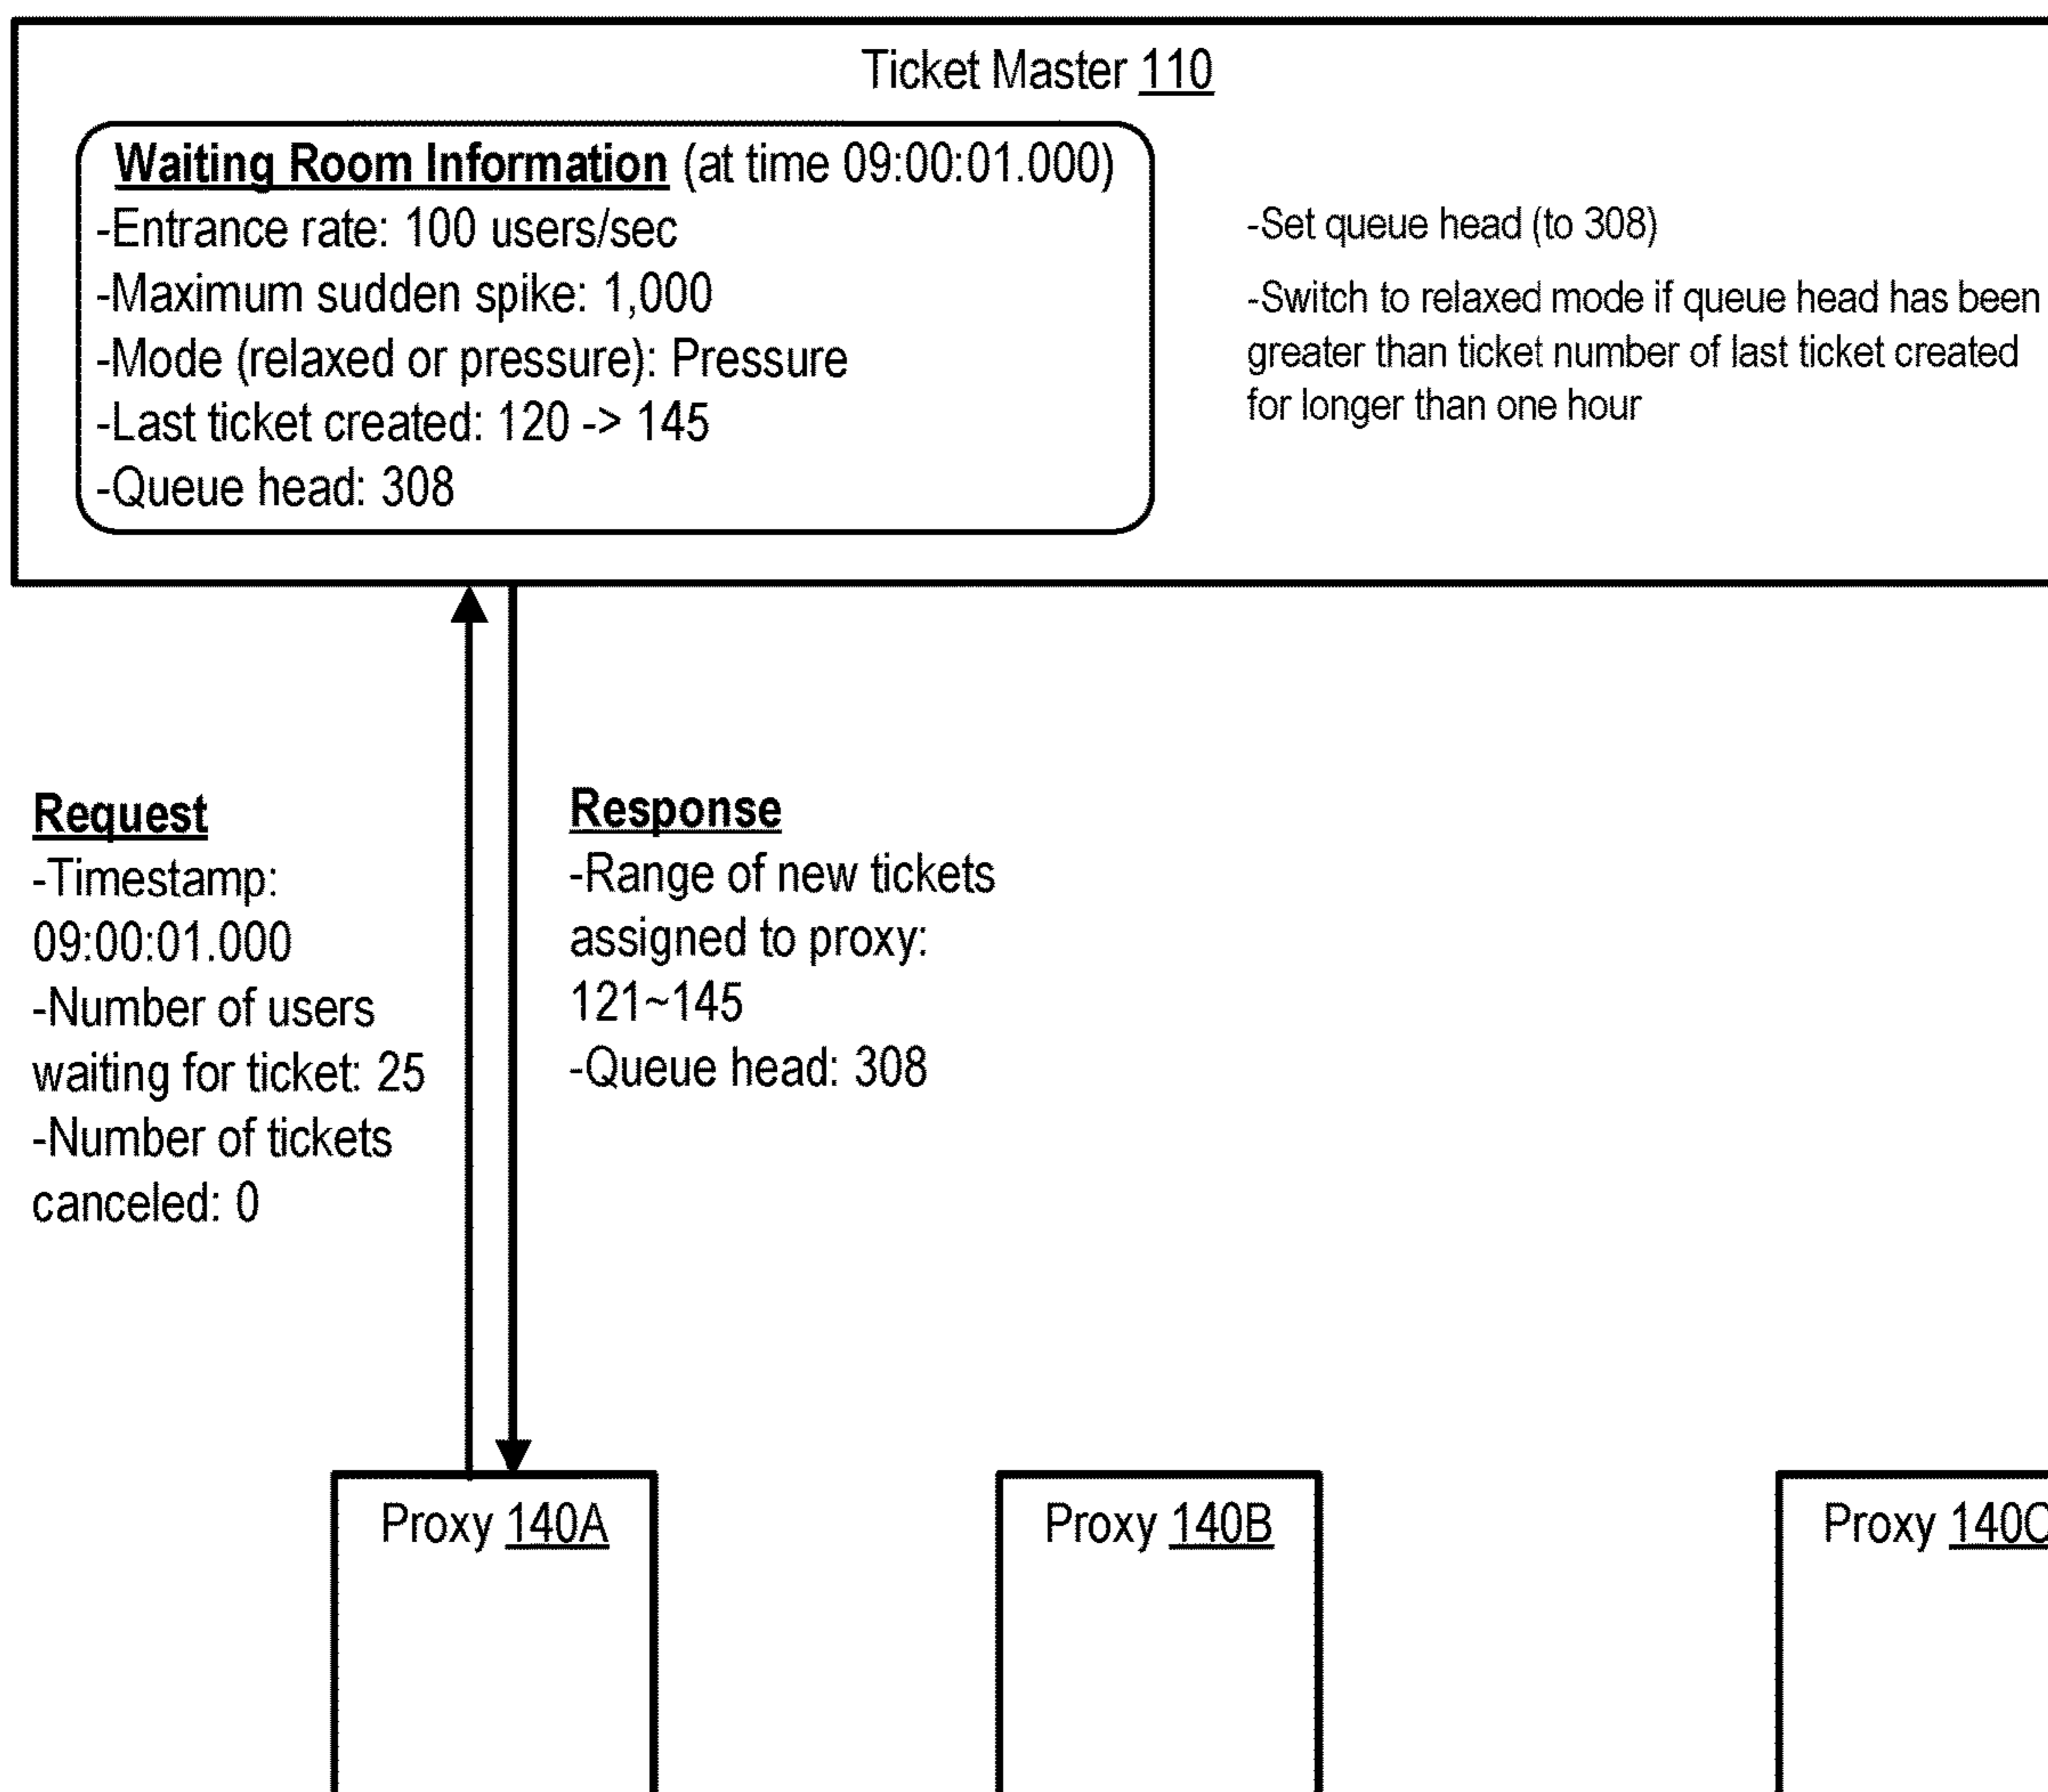 Ticket Master 110
Waiting Room Information (at time 09:00:01.000)
-Entrance rate: 100 users/sec
-Maximum sudden spike: 1,000
-Mode (relaxed or pressure): Pressure
-Last ticket created: 120 -> 145
-Queue head: 308
-Set queue head (to 308)
-Switch to relaxed mode if queue head has been
greater than ticket number of last ticket created
for longer than one hour
Request
-Timestamp:
09:00:01.000
-Number of users
waiting for ticket: 25
-Number of tickets
canceled: 0
Response
-Range of new tickets
assigned to proxy:
121~145
-Queue head: 308
Proxy 140A
Proxy 140B
Proxy 140C